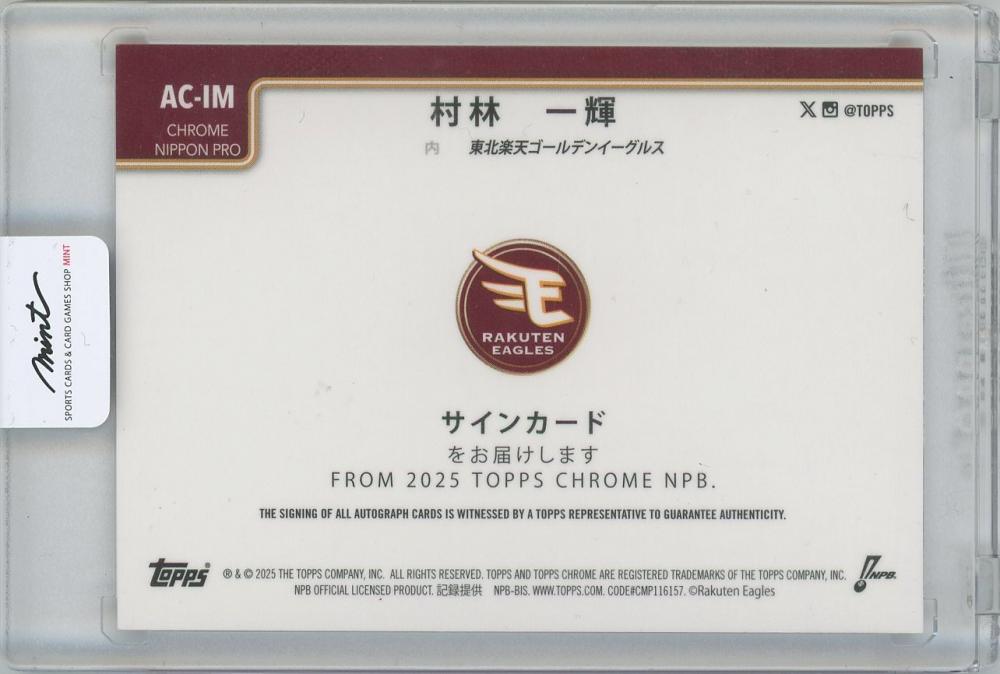 AC-IM
CHROME
NIPPON PRO
村林 一輝
内 東北楽天ゴールデンイーグルス
@TOPPS
mint
SPORTS CARDS & CARD GAMES SHOP MINT
E
RAKUTEN
EAGLES
サインカード
をお届けします
FROM 2025 TOPPS CHROME NPB.
THE SIGNING OF ALL AUTOGRAPH CARDS IS WITNESSED BY A TOPPS REPRESENTATIVE TO GUARANTEE AUTHENTICITY.
topps
® & © 2025 THE TOPPS COMPANY, INC. ALL RIGHTS RESERVED. TOPPS AND TOPPS CHROME ARE REGISTERED TRADEMARKS OF THE TOPPS COMPANY, INC.
NPB OFFICIAL LICENSED PRODUCT. 記録提供 NPB-BIS. WWW.TOPPS.COM. CODE#CMP116157. ©Rakuten Eagles
NPB.